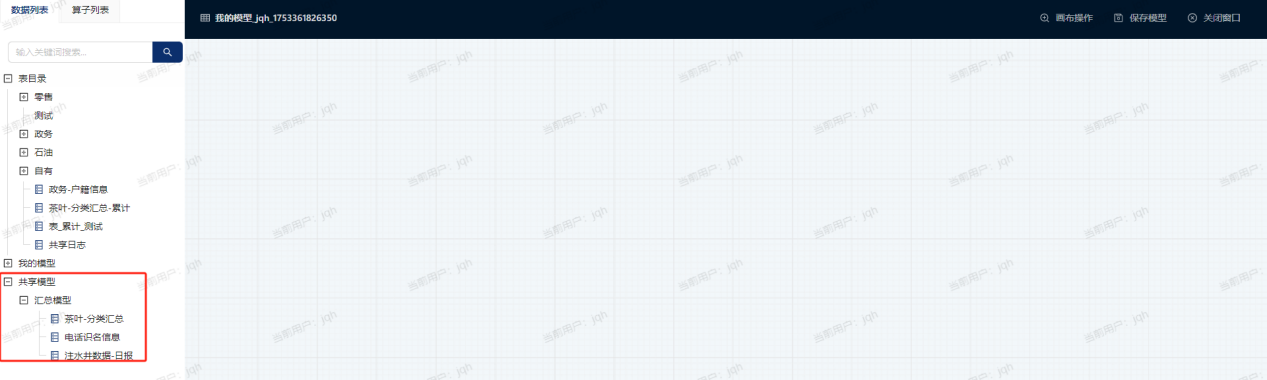 数据列表 算子列表
我的模型_jqh_1753361826350 画布操作 保存模型 关闭窗口
输入关键词搜索...
表目录
零售
测试
政务
石油
自有
政务-户籍信息
茶叶-分类汇总-累计
表_累计_测试
共享日志
我的模型
共享模型
汇总模型
茶叶-分类汇总
电话识名信息
注水井数据-日报
当前用户：jqh